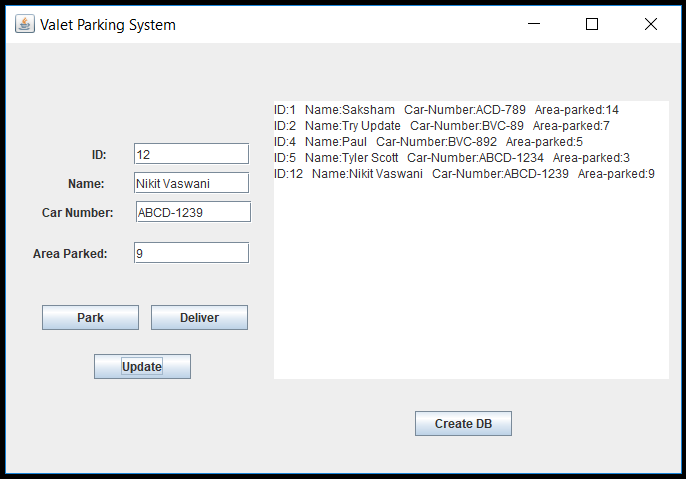 Valet Parking System
ID:1 Name:Saksham Car-Number:ACD-789 Area-parked:14
ID:2 Name:Try Update Car-Number:BVC-89 Area-parked:7
ID:4 Name:Paul Car-Number:BVC-892 Area-parked:5
ID:5 Name:Tyler Scott Car-Number:ABCD-1234 Area-parked:3
ID:12 Name:Nikit Vaswani Car-Number:ABCD-1239 Area-parked:9
ID: 12
Name: Nikit Vaswani
Car Number: ABCD-1239
Area Parked: 9
Park Deliver
Update
Create DB